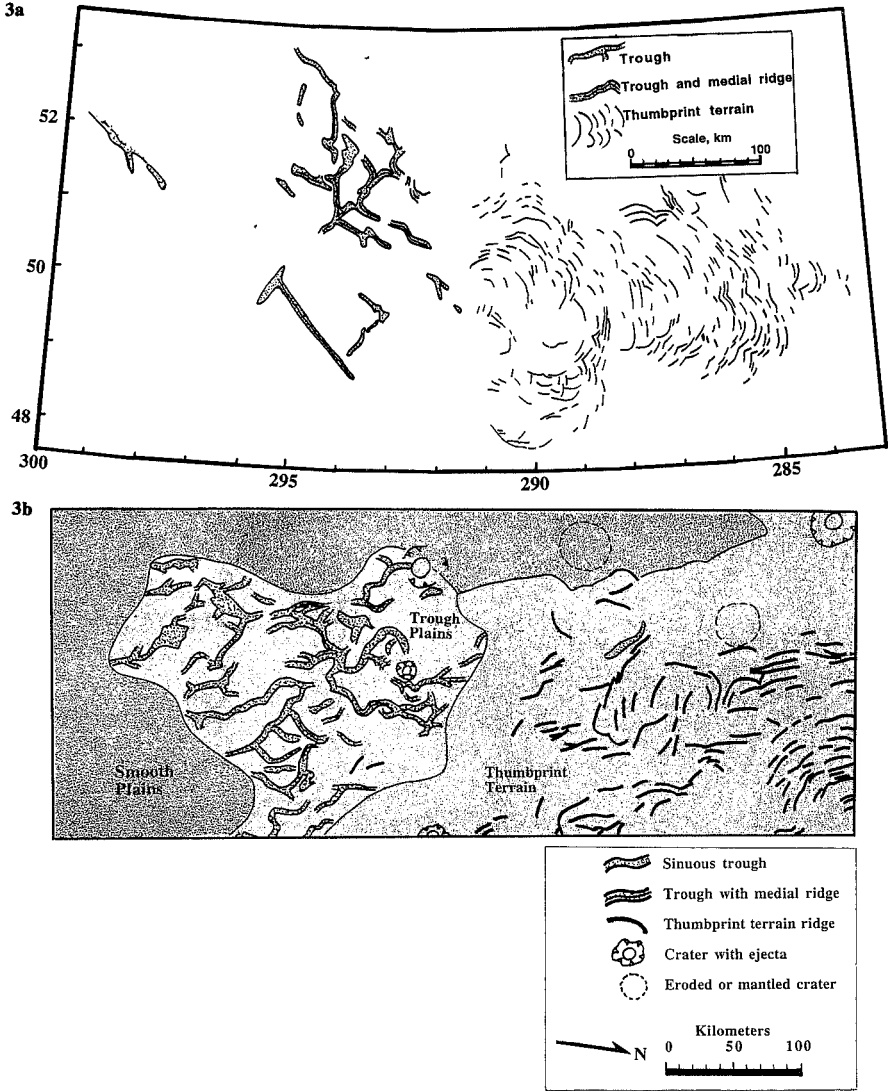 3a
52
50
48
300
295
290
285
Trough
Trough and medial ridge
Thumbprint terrain
Scale, km
0 100
3b
Trough
Plains
Smooth
Plains
Thumbprint
Terrain
Sinuous trough
Trough with medial ridge
Thumbprint terrain ridge
Crater with ejecta
Eroded or mantled crater
N
Kilometers
0 50 100